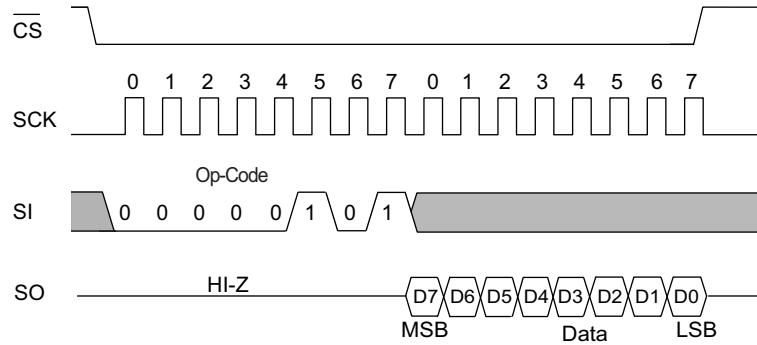 CS
0 1 2 3 4 5 6 7 0 1 2 3 4 5 6 7
SCK
Op-Code
SI 0 0 0 0 0 1 0 1
HI-Z
SO D7 D6 D5 D4 D3 D2 D1 D0
MSB Data LSB